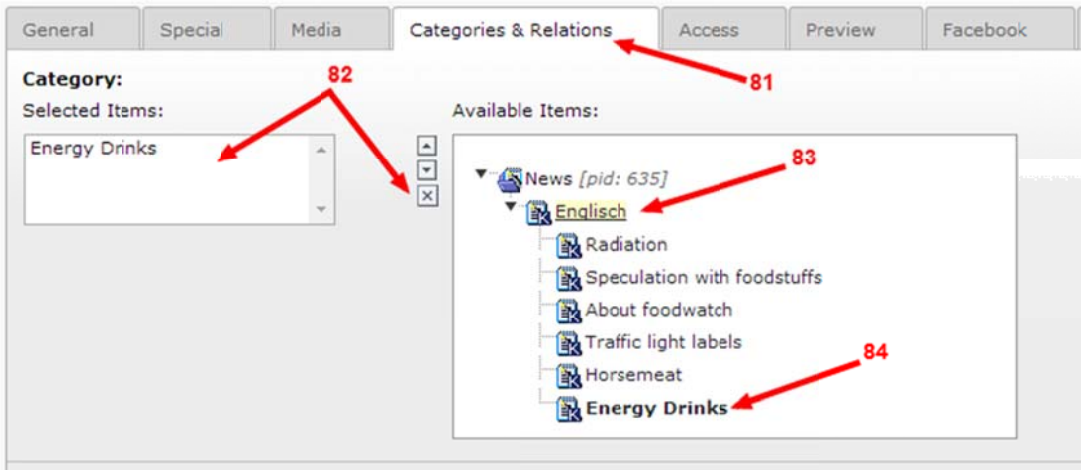 General Special Media Categories & Relations Access Preview Facebook
Category: 82 81
Selected Items: Available Items:
Energy Drinks
83
News [pid: 635]
Englisch
Radiation
Speculation with foodstuffs
About foodwatch
Traffic light labels
84
Horsemeat
Energy Drinks